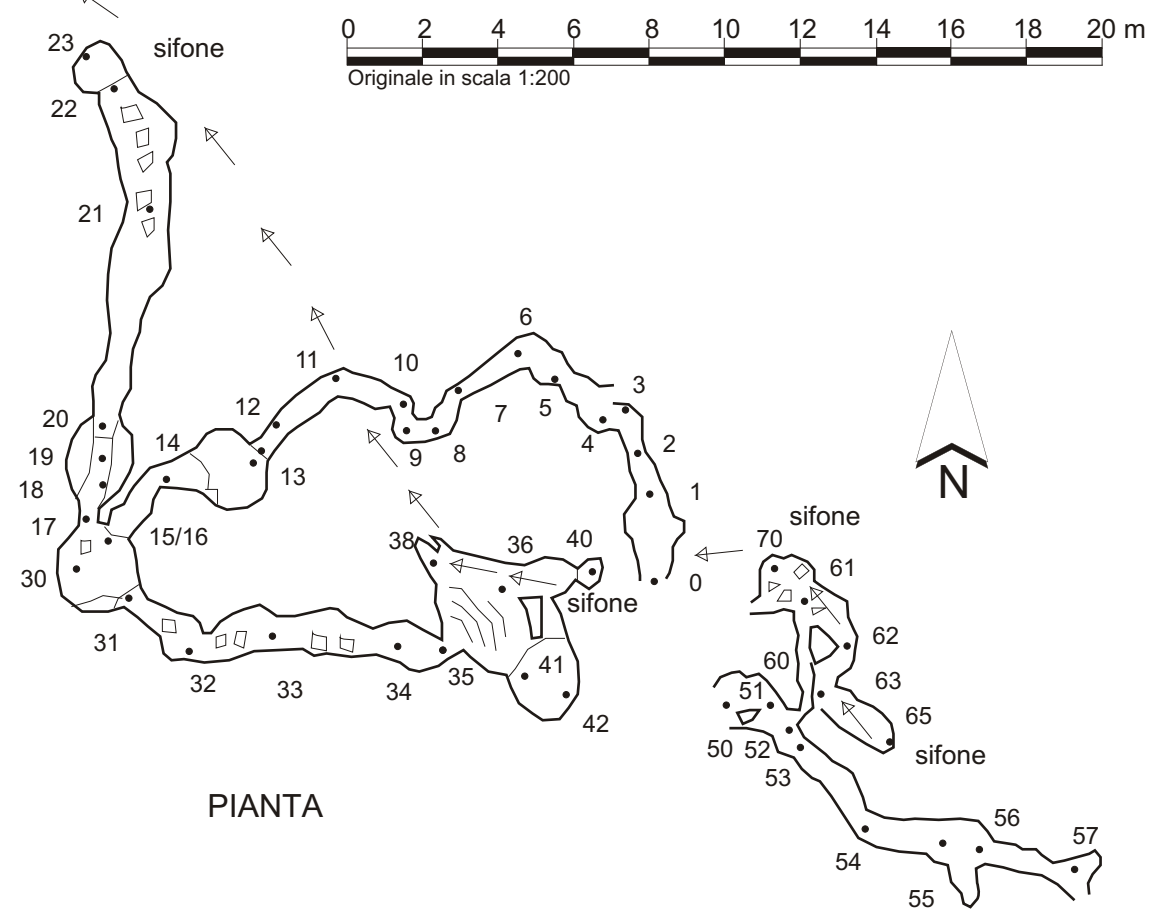 0 2 4 6 8 10 12 14 16 18 20 m
Originale in scala 1:200
23 sifone
22
21
6
11 10 3
7 5
12 4 2
20 14 9 8
19 13
18 1
17 15/16 sifone
38 36 40 70
30 0 61
sifone
31 62
35 41 60
32 33 34 51 63
42 65
50 52 sifone
53
PIANTA
56
57
54
55
N